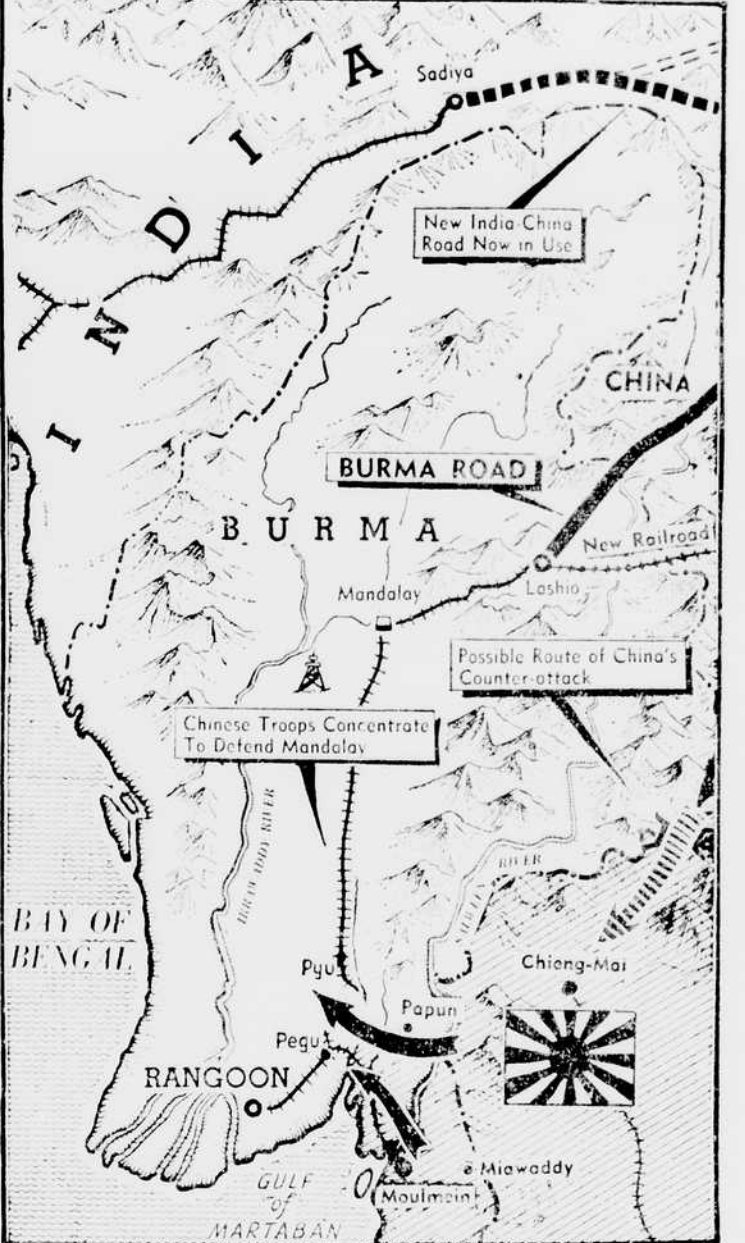 INDIA
Sadiya
New India-China
Road Now in Use
CHINA
BURMA ROAD
BURMA
New Railroad
Lashio
Mandalay
Possible Route of China's
Counter-attack
Chinese Troops Concentrate
To Defend Mandalay
IRRAWADDY RIVER
RIVER
BAY OF
BENGAL
Pyu
Chieng-Mai
Papun
Pegu
RANGOON
Miawaddy
Moulmein
GULF
of
MARTABAN